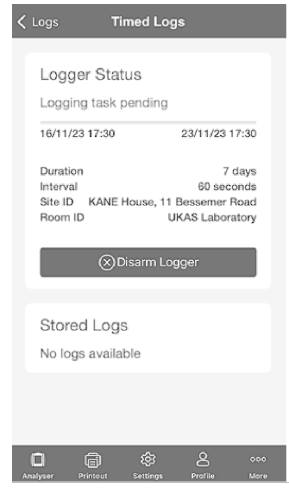 Logs Timed Logs
Logger Status
Logging task pending
16/11/23 17:30 23/11/23 17:30
Duration 7 days
Interval 60 seconds
Site ID KANE House, 11 Bessemer Road
Room ID UKAS Laboratory
Disarm Logger
Stored Logs
No logs available
Analyser Printout Settings Profile More